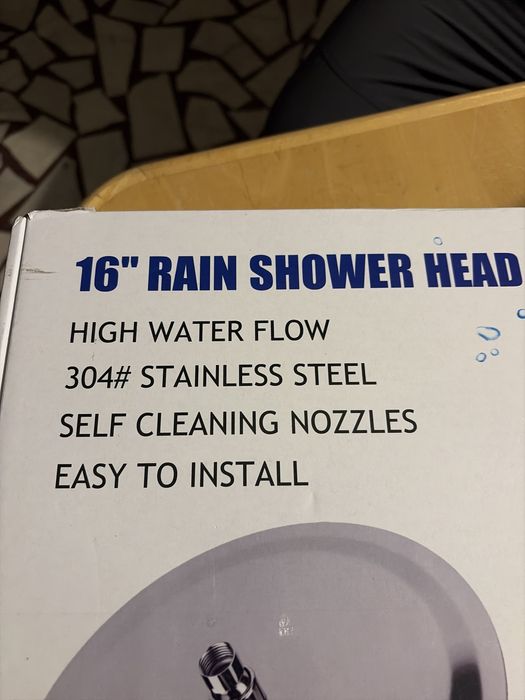 16" RAIN SHOWER HEAD
HIGH WATER FLOW
304# STAINLESS STEEL
SELF CLEANING NOZZLES
EASY TO INSTALL